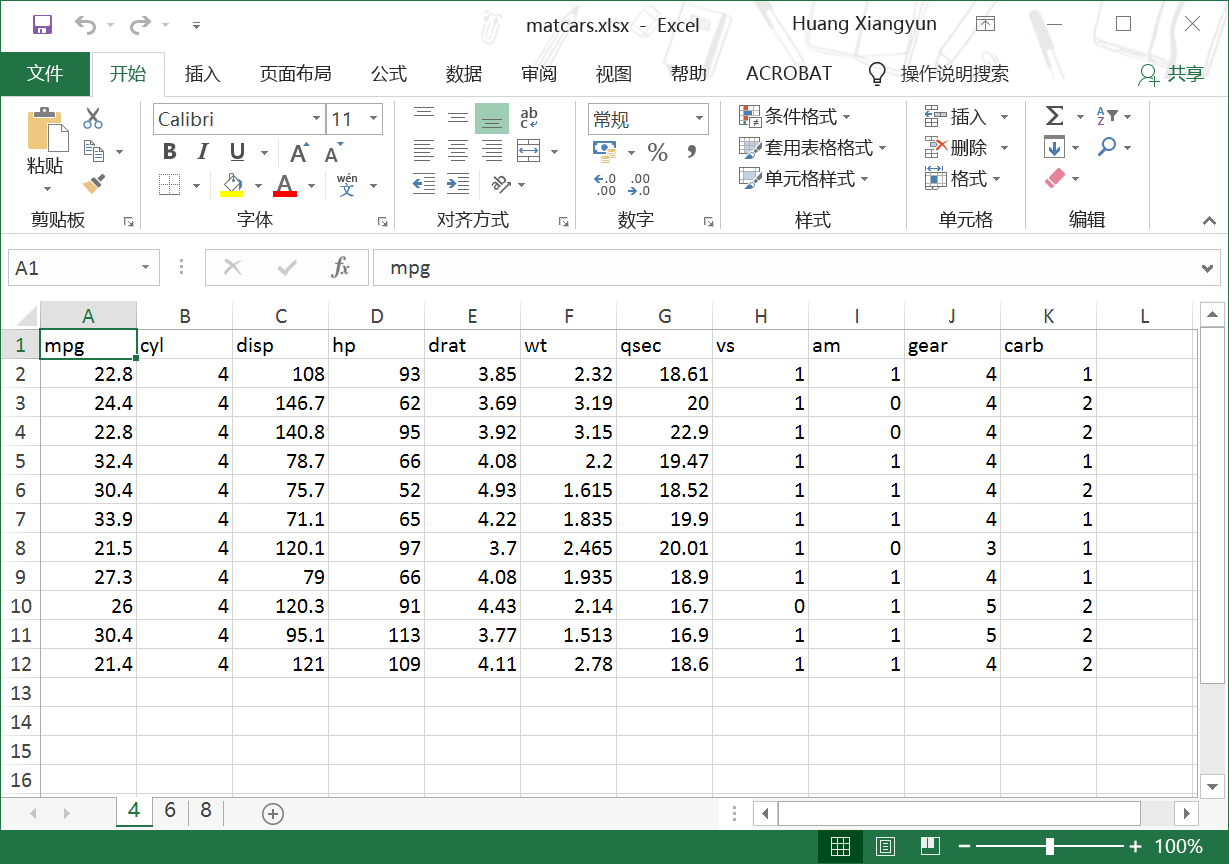 matcars.xlsx - Excel Huang Xiangyun
文件 开始 插入 页面布局 公式 数据 审阅 视图 帮助 ACROBAT 操作说明搜索 共享
粘贴
Calibri 11
B I U A A
A wén 文
ab c
常规
% ,
.0 .00 .00 .0
条件格式
套用表格格式
单元格样式
插入
删除
格式
Σ A Z
剪贴板 字体 对齐方式 数字 样式 单元格 编辑
A1 fx mpg
A B C D E F G H I J K L
1 mpg cyl disp hp drat wt qsec vs am gear carb
2 22.8 4 108 93 3.85 2.32 18.61 1 1 4 1
3 24.4 4 146.7 62 3.69 3.19 20 1 0 4 2
4 22.8 4 140.8 95 3.92 3.15 22.9 1 0 4 2
5 32.4 4 78.7 66 4.08 2.2 19.47 1 1 4 1
6 30.4 4 75.7 52 4.93 1.615 18.52 1 1 4 2
7 33.9 4 71.1 65 4.22 1.835 19.9 1 1 4 1
8 21.5 4 120.1 97 3.7 2.465 20.01 1 0 3 1
9 27.3 4 79 66 4.08 1.935 18.9 1 1 4 1
10 26 4 120.3 91 4.43 2.14 16.7 0 1 5 2
11 30.4 4 95.1 113 3.77 1.513 16.9 1 1 5 2
12 21.4 4 121 109 4.11 2.78 18.6 1 1 4 2
13
14
15
16
4 6 8
100%